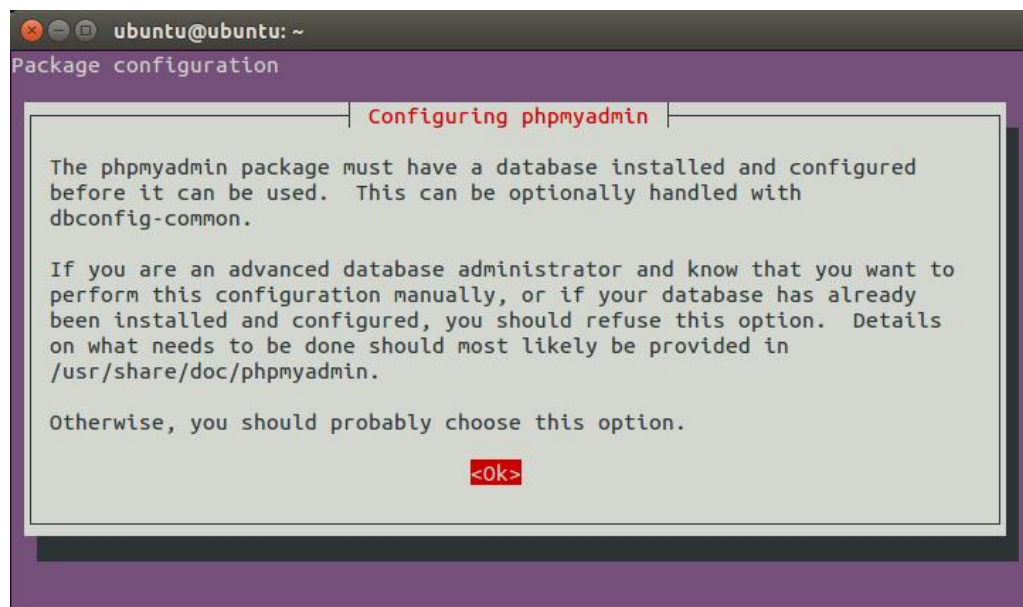 ubuntu@ubuntu: ~
Package configuration
Configuring phpmyadmin
The phpmyadmin package must have a database installed and configured
before it can be used.  This can be optionally handled with
dbconfig-common.
If you are an advanced database administrator and know that you want to
perform this configuration manually, or if your database has already
been installed and configured, you should refuse this option.  Details
on what needs to be done should most likely be provided in
/usr/share/doc/phpmyadmin.
Otherwise, you should probably choose this option.
<Ok>